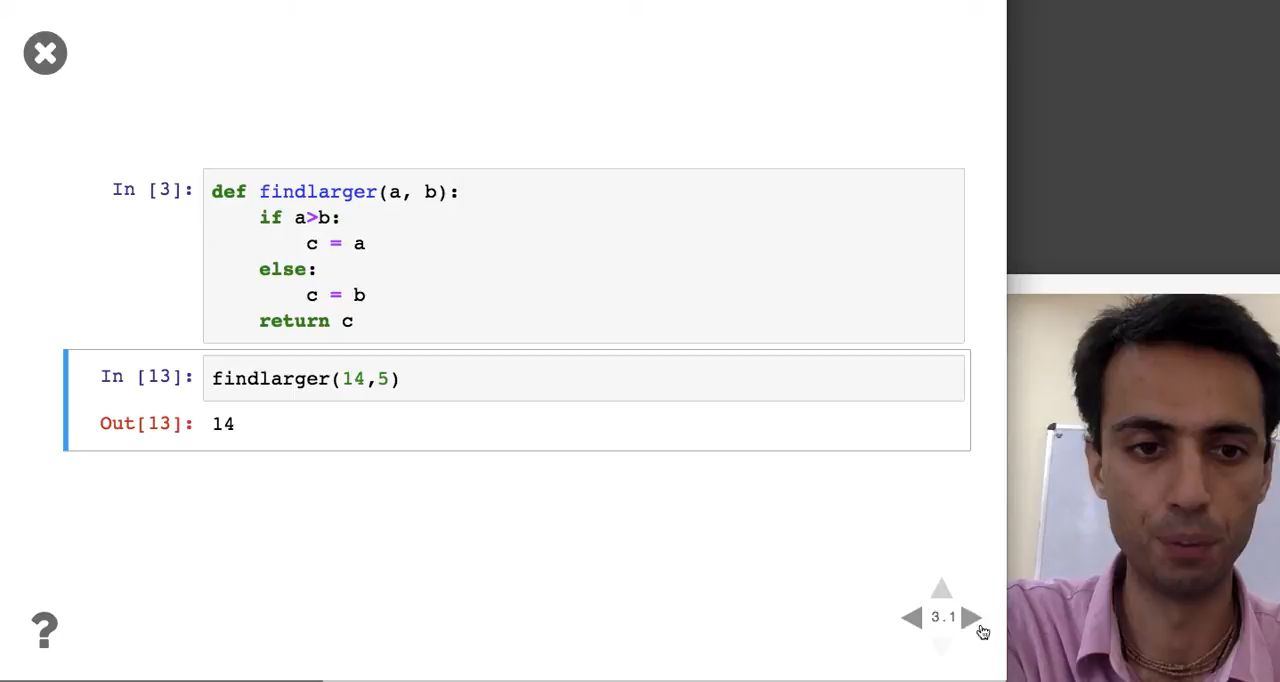 In [3]:
def findlarger(a, b):
    if a>b:
        c = a
    else:
        c = b
    return c
In [13]:
findlarger(14,5)
Out[13]:
14
3.1
?